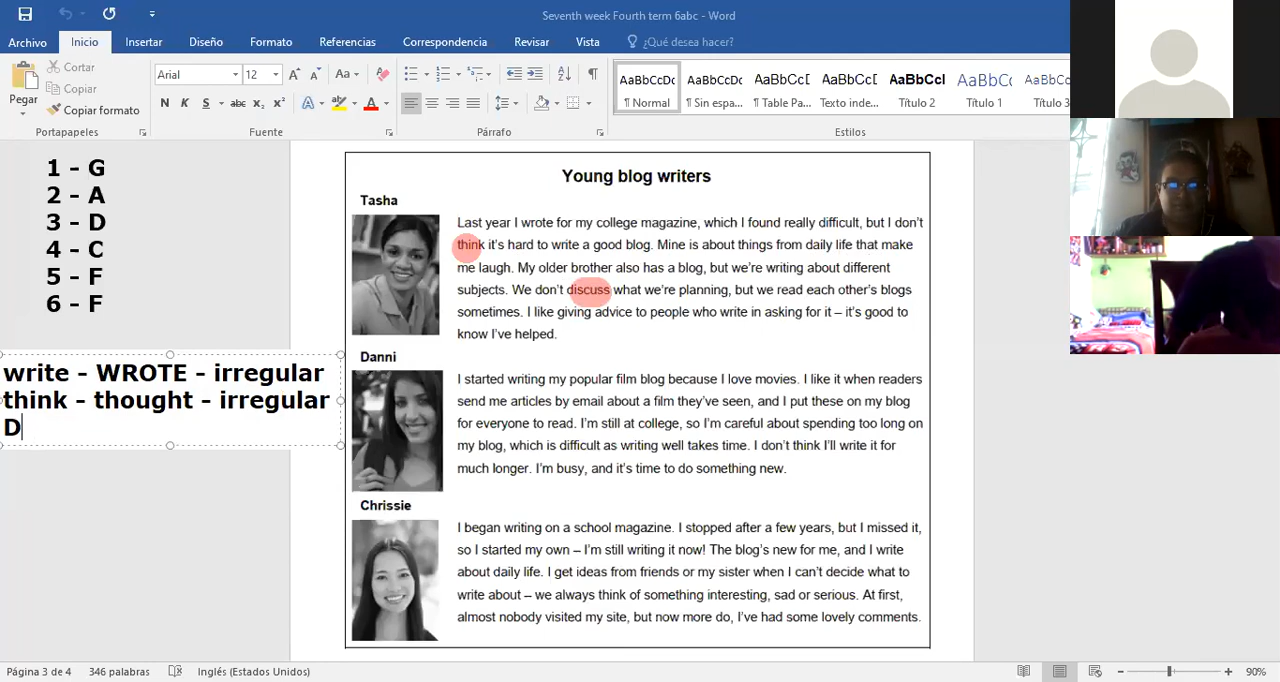 Seventh week Fourth term 6abc - Word
Archivo Inicio Insertar Diseño Formato Referencias Correspondencia Revisar Vista ¿Qué desea hacer?
Cortar
Copiar
Pegar Copiar formato
Arial 12 Aa
N K S abc x₂ x² A A
AaBbCcDc AaBbCcDc AaBbCcD AaBbCcD AaBbCcI AaBbCcI AaBbCcD
¶ Normal ¶ Sin espa... ¶ Table Pa... Texto inde... Título 2 Título 1 Título 3
Portapapeles Fuente Párrafo Estilos
1 - G
2 - A
3 - D
4 - C
5 - F
6 - F
write - WROTE - irregular
think - thought - irregular
D
Young blog writers
Tasha
Last year I wrote for my college magazine, which I found really difficult, but I don't
think it's hard to write a good blog. Mine is about things from daily life that make
me laugh. My older brother also has a blog, but we're writing about different
subjects. We don't discuss what we're planning, but we read each other's blogs
sometimes. I like giving advice to people who write in asking for it – it's good to
know I've helped.
Danni
I started writing my popular film blog because I love movies. I like it when readers
send me articles by email about a film they've seen, and I put these on my blog
for everyone to read. I'm still at college, so I'm careful about spending too long on
my blog, which is difficult as writing well takes time. I don't think I'll write it for
much longer. I'm busy, and it's time to do something new.
Chrissie
I began writing on a school magazine. I stopped after a few years, but I missed it,
so I started my own – I'm still writing it now! The blog's new for me, and I write
about daily life. I get ideas from friends or my sister when I can't decide what to
write about – we always think of something interesting, sad or serious. At first,
almost nobody visited my site, but now more do, I've had some lovely comments.
Página 3 de 4 346 palabras Inglés (Estados Unidos) 90%